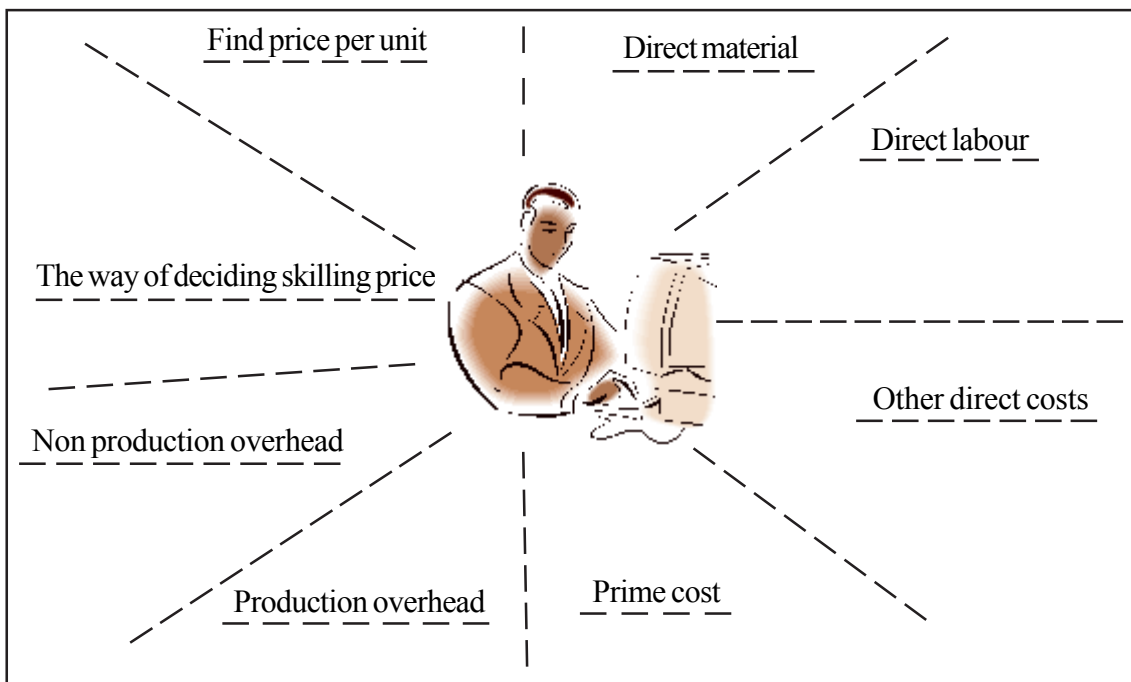 Find price per unit
Direct material
Direct labour
The way of deciding skilling price
Other direct costs
Non production overhead
Production overhead
Prime cost